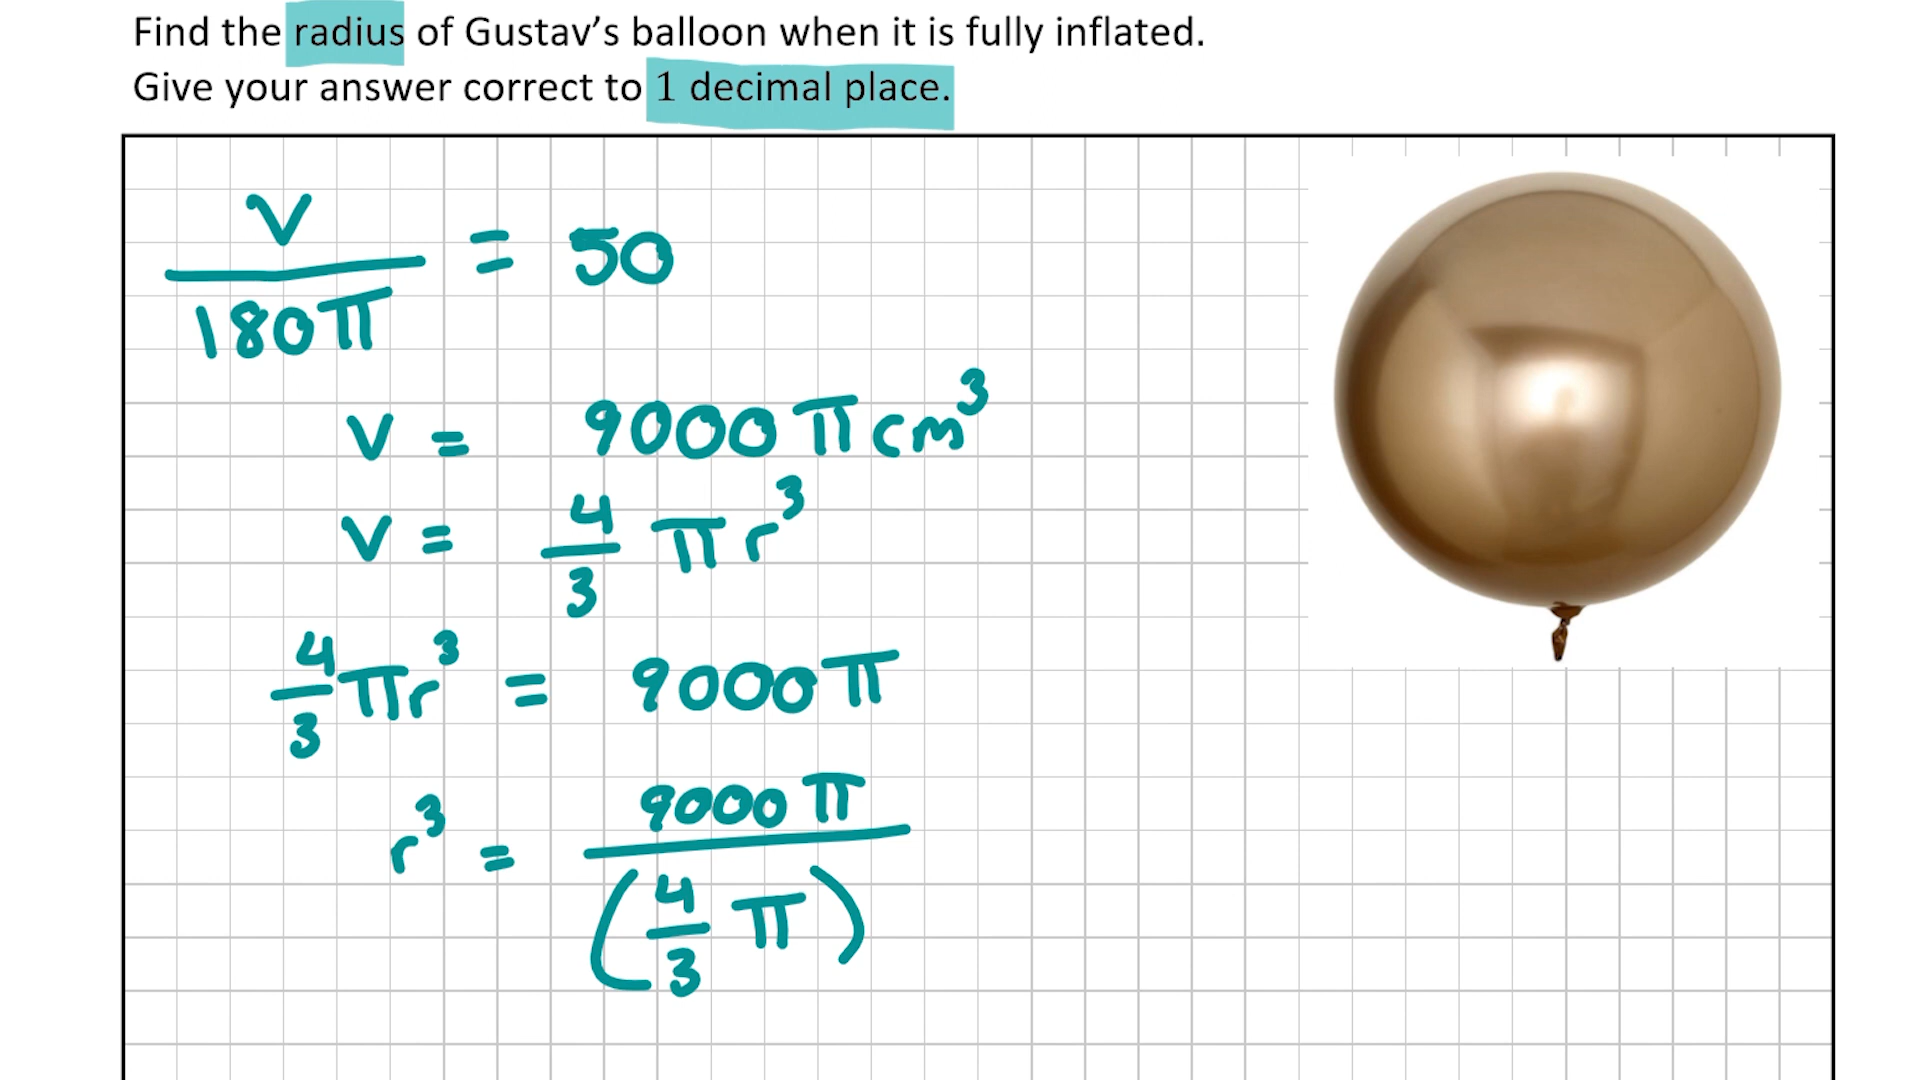 Find the radius of Gustav’s balloon when it is fully inflated.
Give your answer correct to 1 decimal place.
V/180π = 50
V = 9000π cm³
V = 4/3 πr³
4/3 πr³ = 9000π
r³ = 9000π/(4/3 π)